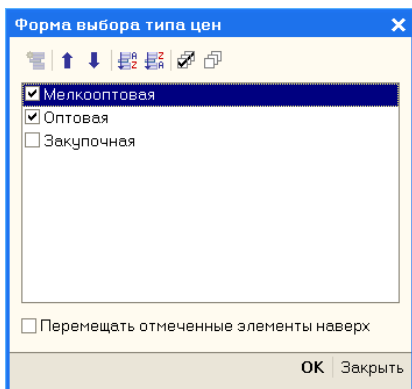 Форма выбора типа цен
Мелкооптовая
Оптовая
Закупочная
Перемещать отмеченные элементы наверх
OK Закрыть